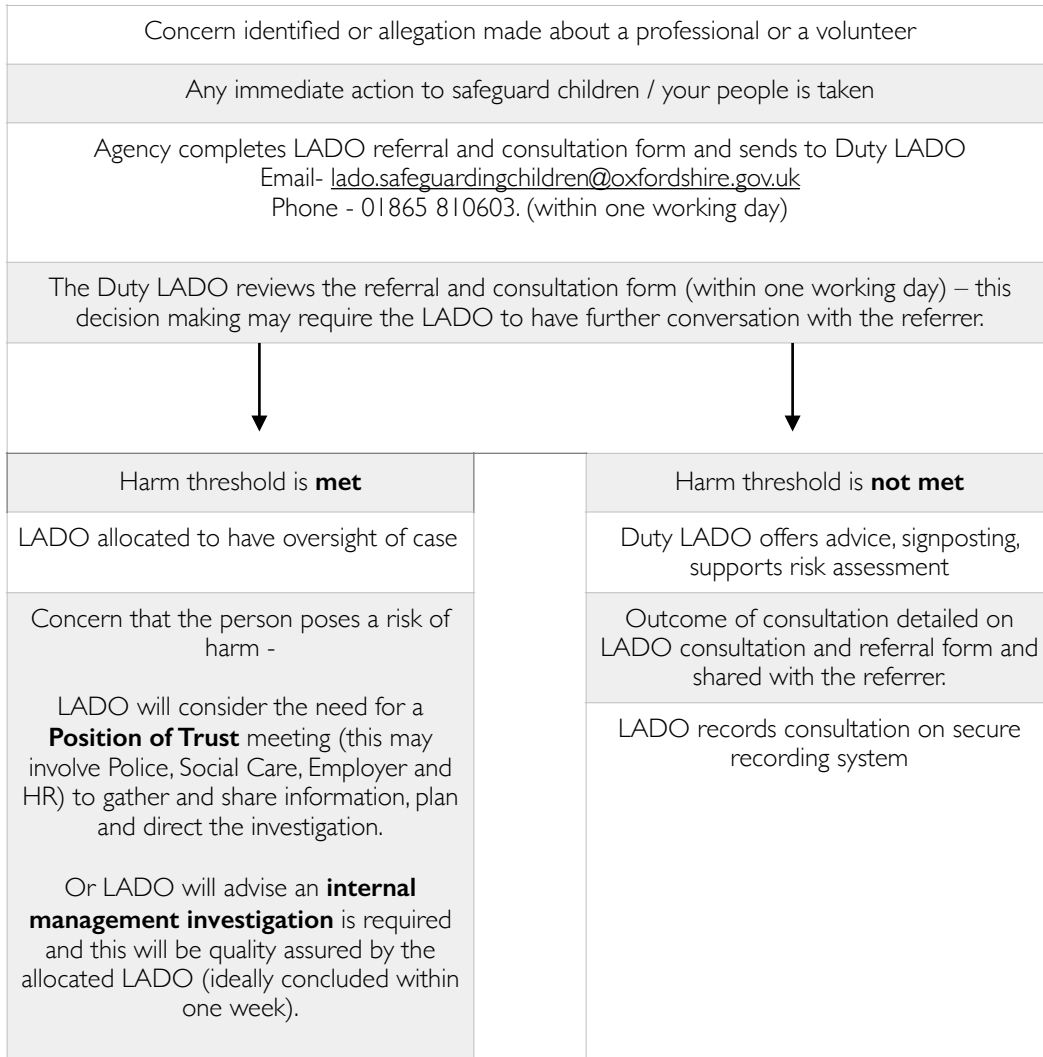 Concern identified or allegation made about a professional or a volunteer
Any immediate action to safeguard children / your people is taken
Agency completes LADO referral and consultation form and sends to Duty LADO
Email- lado.safeguardingchildren@oxfordshire.gov.uk
Phone - 01865 810603. (within one working day)
The Duty LADO reviews the referral and consultation form (within one working day) – this
decision making may require the LADO to have further conversation with the referrer.
Harm threshold is met
LADO allocated to have oversight of case
Concern that the person poses a risk of
harm -
LADO will consider the need for a
Position of Trust meeting (this may
involve Police, Social Care, Employer and
HR) to gather and share information, plan
and direct the investigation.
Or LADO will advise an internal
management investigation is required
and this will be quality assured by the
allocated LADO (ideally concluded within
one week).
Harm threshold is not met
Duty LADO offers advice, signposting,
supports risk assessment
Outcome of consultation detailed on
LADO consultation and referral form and
shared with the referrer.
LADO records consultation on secure
recording system